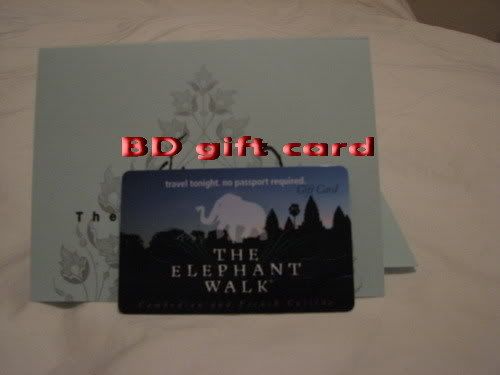 BD gift card
travel tonight. no passport required.
Gift Card
The
THE
ELEPHANT
WALK
Cambodian and French Cuisine